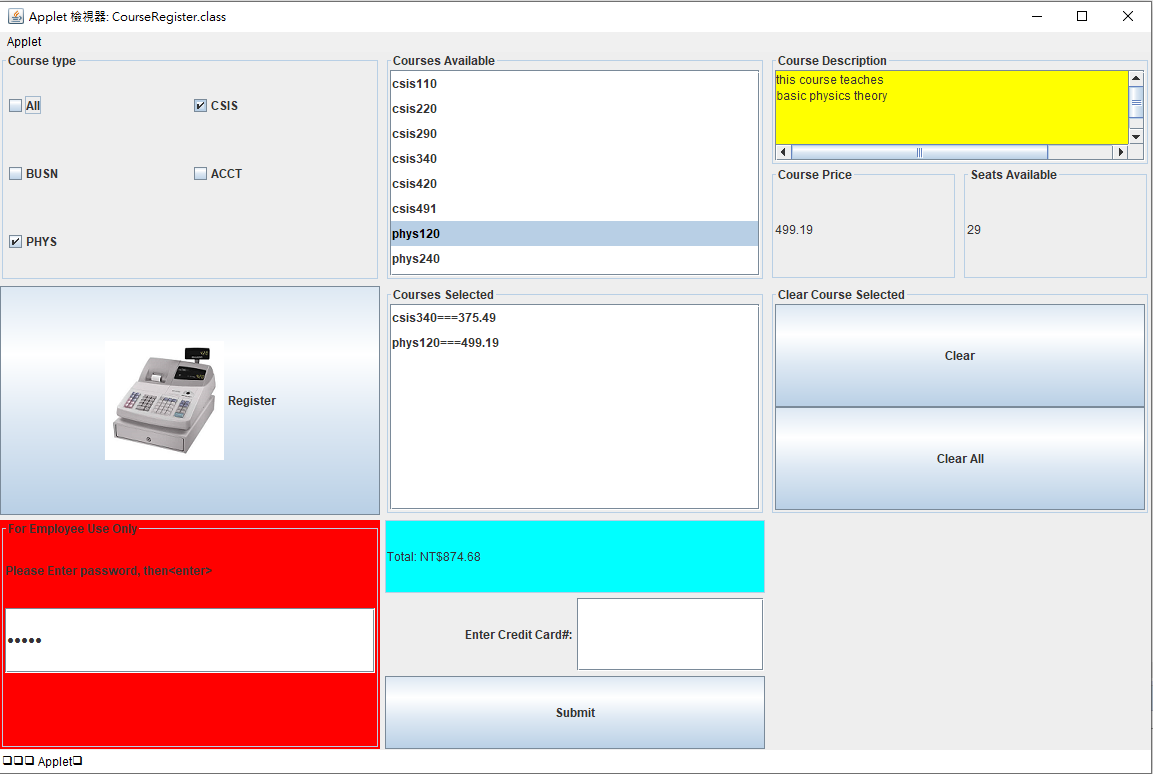 Applet 檢視器: CourseRegister.class
Applet
Course type
All
CSIS
BUSN
ACCT
PHYS
Courses Available
csis110
csis220
csis290
csis340
csis420
csis491
phys120
phys240
Course Description
this course teaches
basic physics theory
Course Price
499.19
Seats Available
29
Register
Courses Selected
csis340===375.49
phys120===499.19
Clear Course Selected
Clear
Clear All
For Employee Use Only
Please Enter password, then<enter>
•••••
Total: NT$874.68
Enter Credit Card#:
Submit
❑❑❑ Applet❑